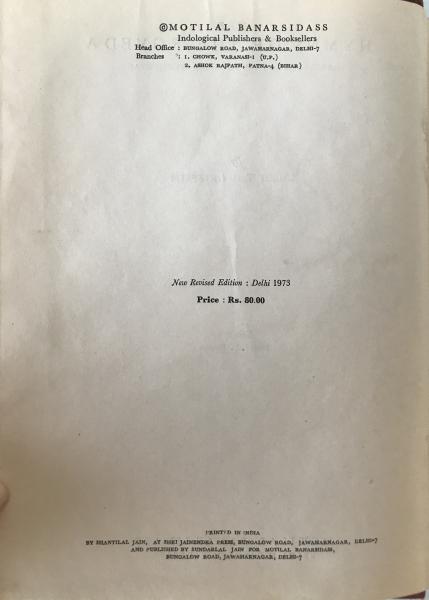 ©MOTILAL BANARSIDASS
Indological Publishers & Booksellers
Head Office : BUNGALOW ROAD, JAWAHARNAGAR, DELHI-7
Branches : 1. CHOWK, VARANASI-1 (U.P.)
2. ASHOK RAJPATH, PATNA-4 (BIHAR)
New Revised Edition : Delhi 1973
Price : Rs. 80.00
PRINTED IN INDIA
BY SHANTILAL JAIN, AT SHRI JAINENDRA PRESS, BUNGALOW ROAD, JAWAHARNAGAR, DELHI-7
AND PUBLISHED BY SUNDARLAL JAIN FOR MOTILAL BANARSIDASS,
BUNGALOW ROAD, JAWAHARNAGAR, DELHI-7